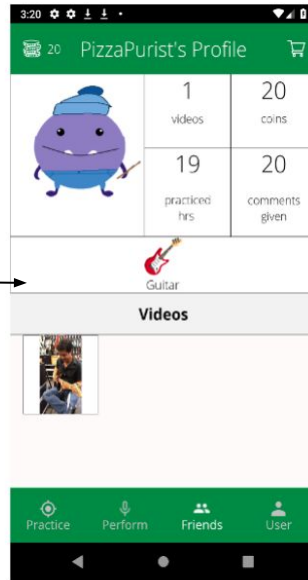 3:20
20 PizzaPurist's Profile
1
videos
20
coins
19
practiced
hrs
20
comments
given
Guitar
Videos
Practice Perform Friends User